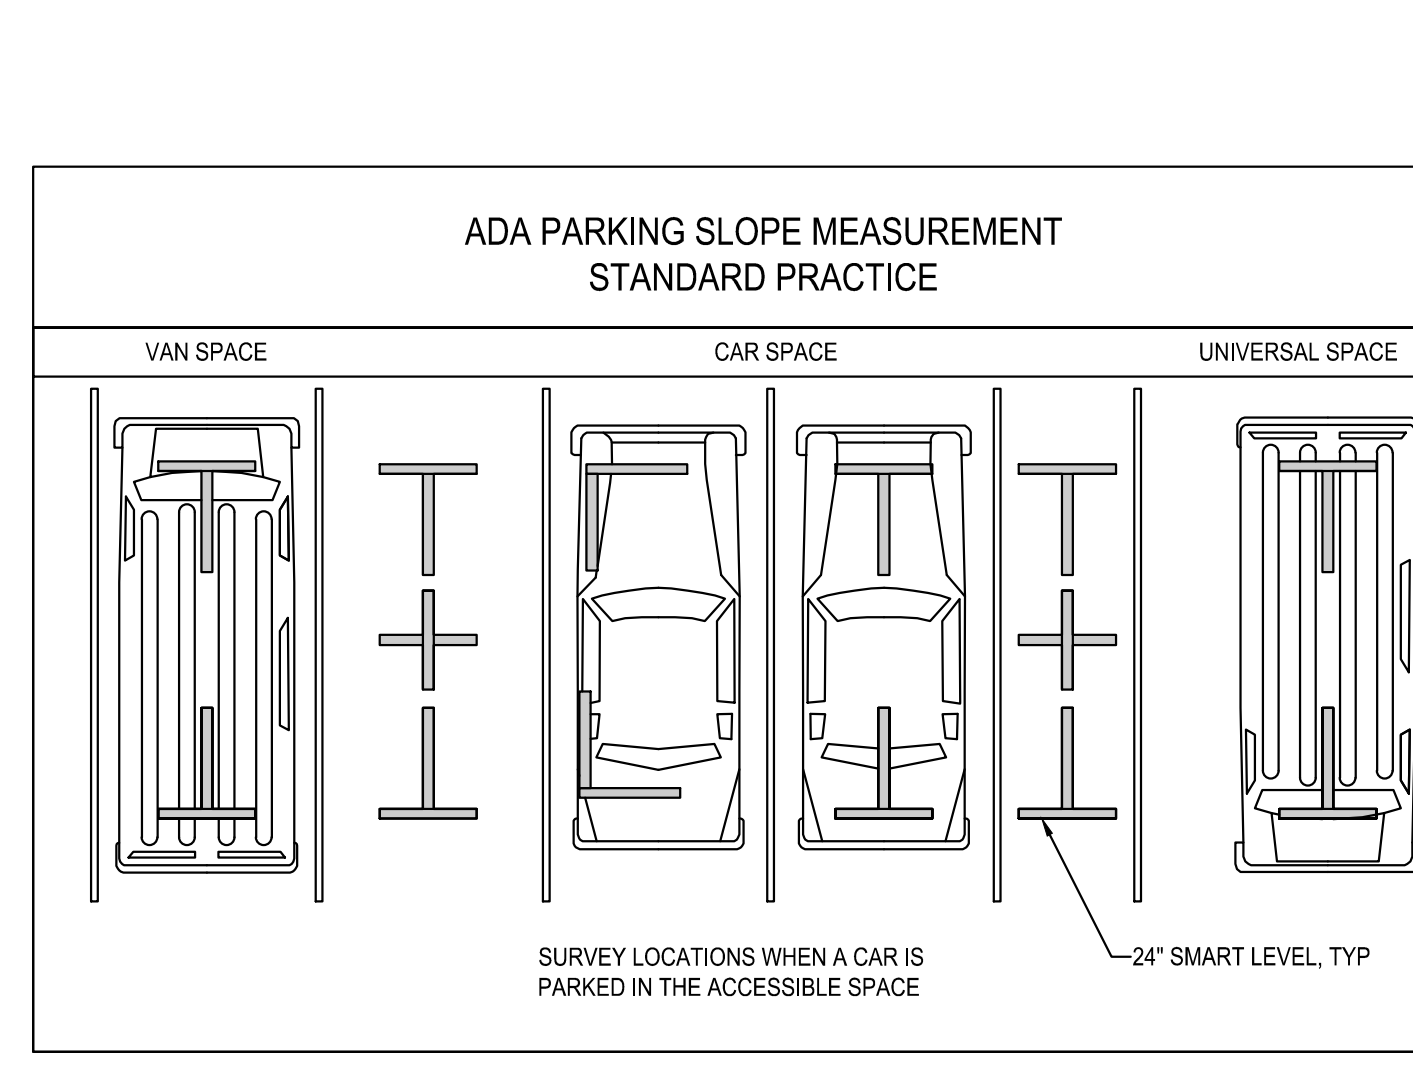 ADA PARKING SLOPE MEASUREMENT
STANDARD PRACTICE
VAN SPACE
CAR SPACE
UNIVERSAL SPACE
SURVEY LOCATIONS WHEN A CAR IS
PARKED IN THE ACCESSIBLE SPACE
24" SMART LEVEL, TYP